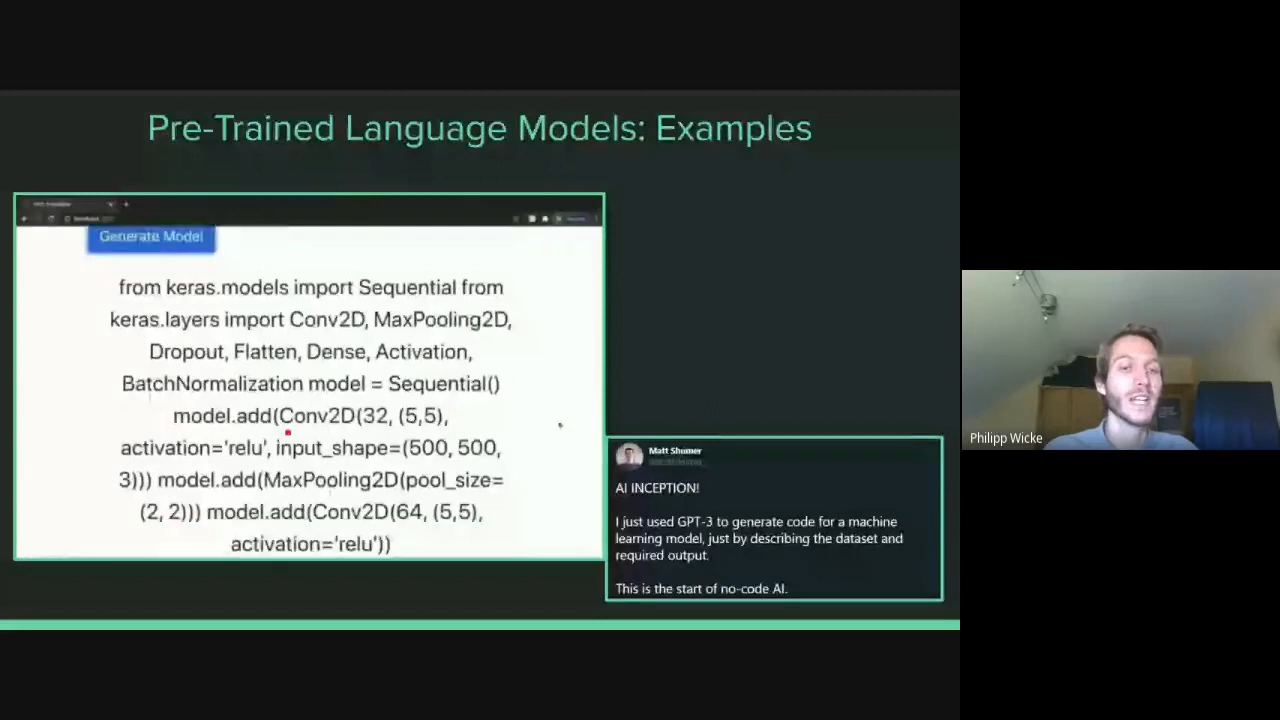 Pre-Trained Language Models: Examples
Generate Model
from keras.models import Sequential from
keras.layers import Conv2D, MaxPooling2D,
Dropout, Flatten, Dense, Activation,
BatchNormalization model = Sequential()
model.add(Conv2D(32, (5,5),
activation='relu', input_shape=(500, 500,
3))) model.add(MaxPooling2D(pool_size=
(2, 2))) model.add(Conv2D(64, (5,5),
activation='relu'))
Matt Shumer
AI INCEPTION!
I just used GPT-3 to generate code for a machine
learning model, just by describing the dataset and
required output.
This is the start of no-code AI.
Philipp Wicke